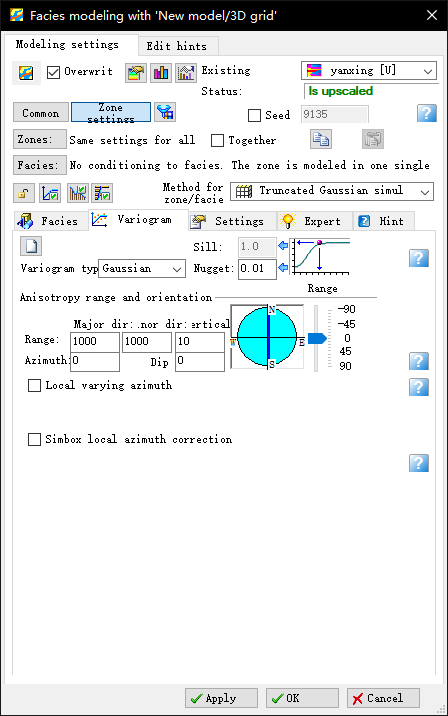 Facies modeling with 'New model/3D grid'
Modeling settings
Edit hints
Overwrit
Existing
yanxing [U]
Status:
Is upscaled
Common
Zone settings
Seed
9135
Zones:
Same settings for all
Together
Facies:
No conditioning to facies. The zone is modeled in one single
Method for zone/facie
Truncated Gaussian simul
Facies
Variogram
Settings
Expert
Hint
Sill:
1.0
Variogram typ
Gaussian
Nugget:
0.01
Range
Anisotropy range and orientation
Major dir:
.nor dir:
ertical
Range:
1000
1000
10
Azimuth:
0
Dip
0
N
W
E
S
-90
-45
0
45
90
Local varying azimuth
Simbox local azimuth correction
Apply
OK
Cancel